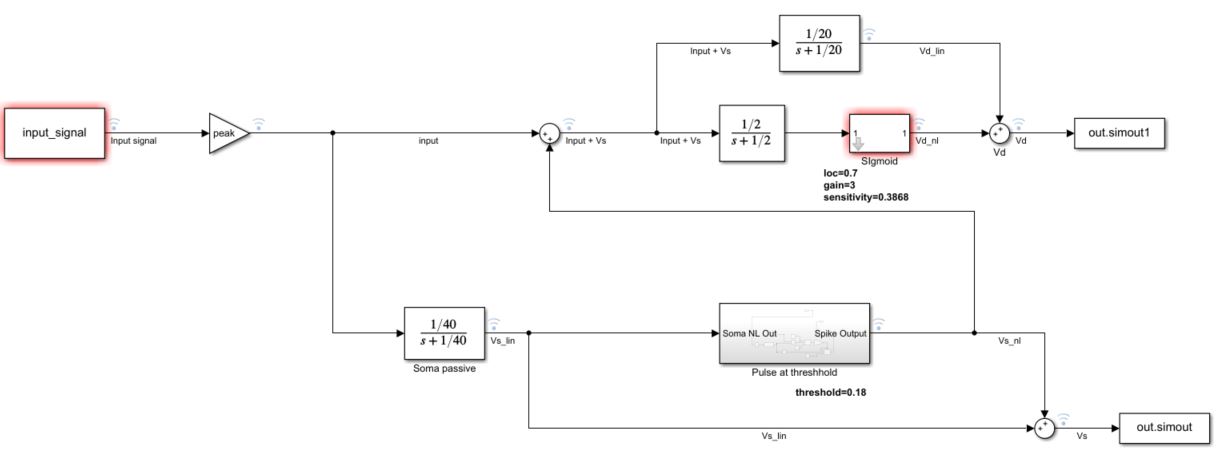 1/20
s + 1/20
Input + Vs
Vd_lin
input_signal
Input signal
peak
input
+
+
Input + Vs
Input + Vs
1/2
s + 1/2
1
1
SIgmoid
Vd_nl
+
+
Vd
Vd
out.simout1
loc=0.7
gain=3
sensitivity=0.3868
1/40
s + 1/40
Soma passive
Vs_lin
Soma NL Out
Spike Output
Pulse at threshhold
Vs_nl
threshold=0.18
Vs_lin
+
+
Vs
out.simout